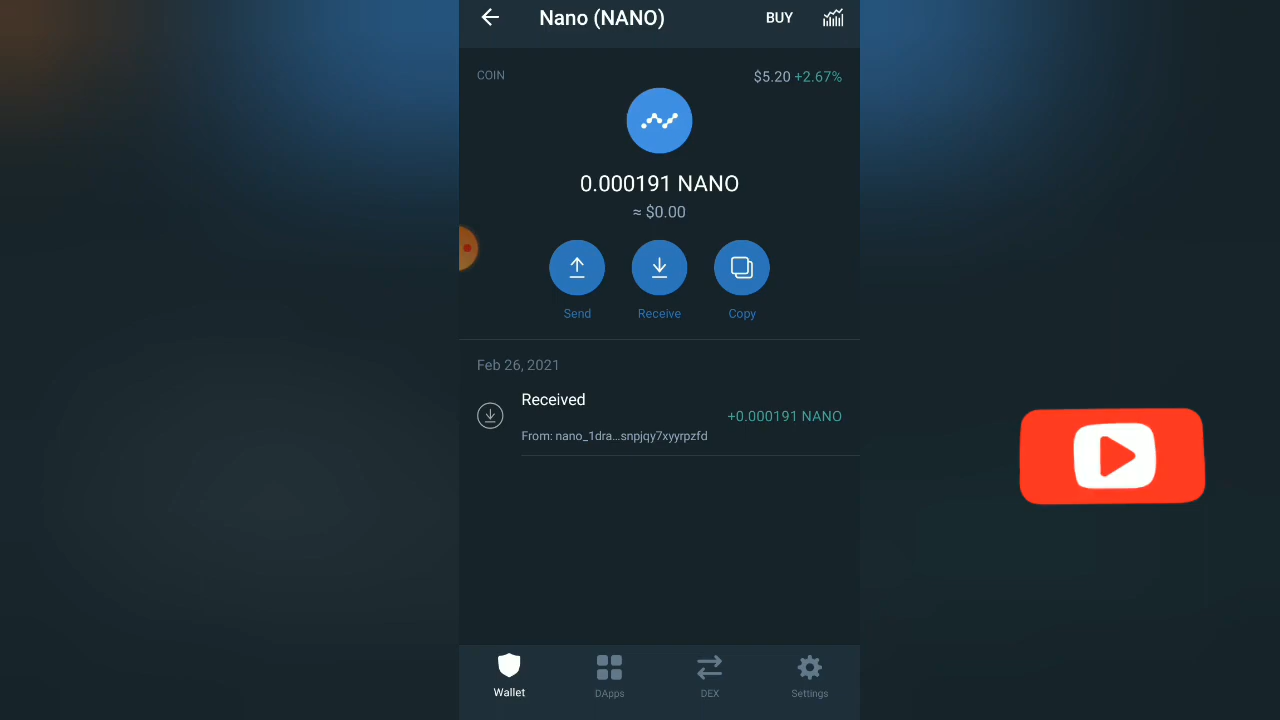 Nano (NANO)
BUY
COIN
$5.20 +2.67%
0.000191 NANO
≈ $0.00
Send
Receive
Copy
Feb 26, 2021
Received
+0.000191 NANO
From: nano_1dra...snpjqy7xyyrpzfd
Wallet
DApps
DEX
Settings